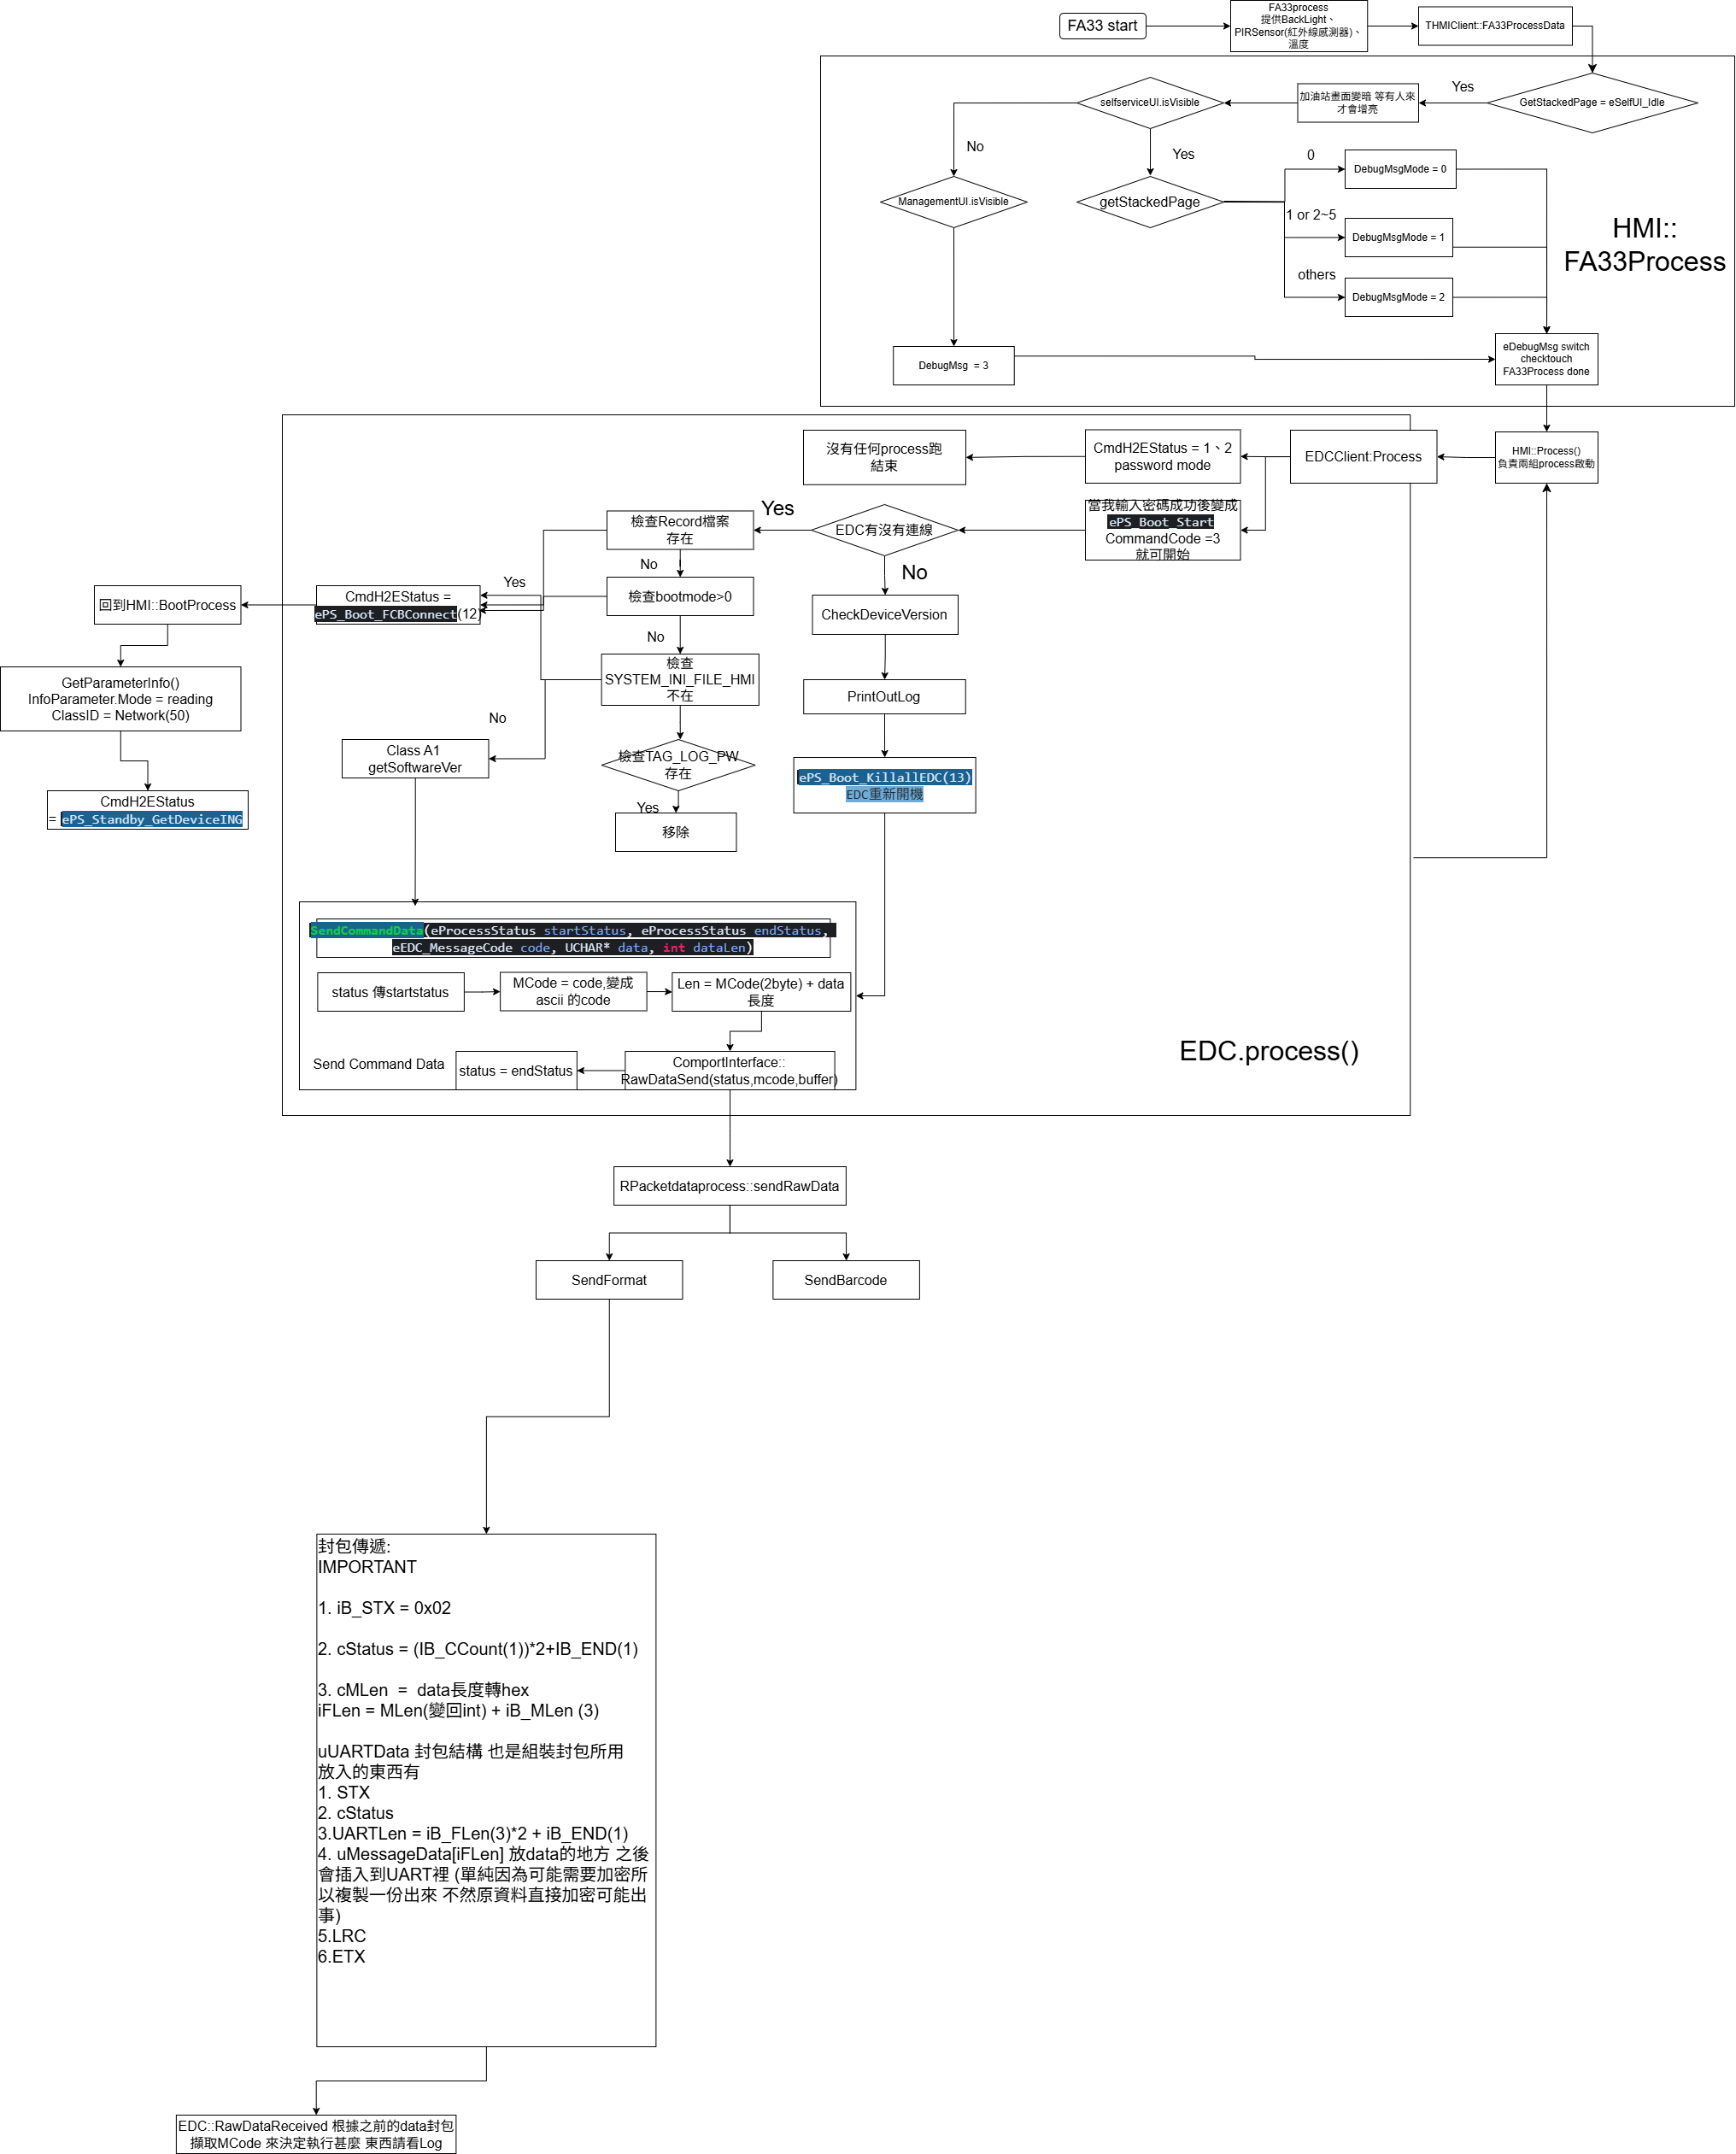 FA33 start
FA33process
提供BackLight、
PIRSensor(紅外線感測器)、
溫度
THMIClient::FA33ProcessData
GetStackedPage = eSelfUI_Idle
Yes
加油站畫面變暗 等有人來
才會增亮
selfserviceUI.isVisible
No
Yes
ManagementUI.isVisible
getStackedPage
0
DebugMsgMode = 0
1 or 2~5
DebugMsgMode = 1
others
DebugMsgMode = 2
HMI::
FA33Process
DebugMsg  = 3
eDebugMsg switch
checktouch
FA33Process done
HMI::Process()
負責兩組process啟動
EDCClient:Process
CmdH2EStatus = 1、2
password mode
沒有任何process跑
結束
當我輸入密碼成功後變成
ePS_Boot_Start
CommandCode =3
就可開始
EDC有沒有連線
Yes
No
檢查Record檔案
存在
No
檢查bootmode>0
Yes
No
CmdH2EStatus =
ePS_Boot_FCBConnect(12)
回到HMI::BootProcess
GetParameterInfo()
InfoParameter.Mode = reading
ClassID = Network(50)
CmdH2EStatus
= ePS_Standby_GetDeviceING
檢查
SYSTEM_INI_FILE_HMI
不在
No
Class A1
getSoftwareVer
檢查TAG_LOG_PW
存在
Yes
移除
CheckDeviceVersion
PrintOutLog
ePS_Boot_KillallEDC(13)
EDC重新開機
SendCommandData(eProcessStatus startStatus, eProcessStatus endStatus,
eEDC_MessageCode code, UCHAR* data, int dataLen)
status 傳startstatus
MCode = code,變成
ascii 的code
Len = MCode(2byte) + data
長度
Send Command Data
status = endStatus
ComportInterface::
RawDataSend(status,mcode,buffer)
EDC.process()
RPacketdataprocess::sendRawData
SendFormat
SendBarcode
封包傳遞:
IMPORTANT
1. iB_STX = 0x02
2. cStatus = (IB_CCount(1))*2+IB_END(1)
3. cMLen  =  data長度轉hex
iFLen = MLen(變回int) + iB_MLen (3)
uUARTData 封包結構 也是組裝封包所用
放入的東西有
1. STX
2. cStatus
3.UARTLen = iB_FLen(3)*2 + iB_END(1)
4. uMessageData[iFLen] 放data的地方 之後
會插入到UART裡 (單純因為可能需要加密所
以複製一份出來 不然原資料直接加密可能出
事)
5.LRC
6.ETX
EDC::RawDataReceived 根據之前的data封包
擷取MCode 來決定執行甚麼 東西請看Log